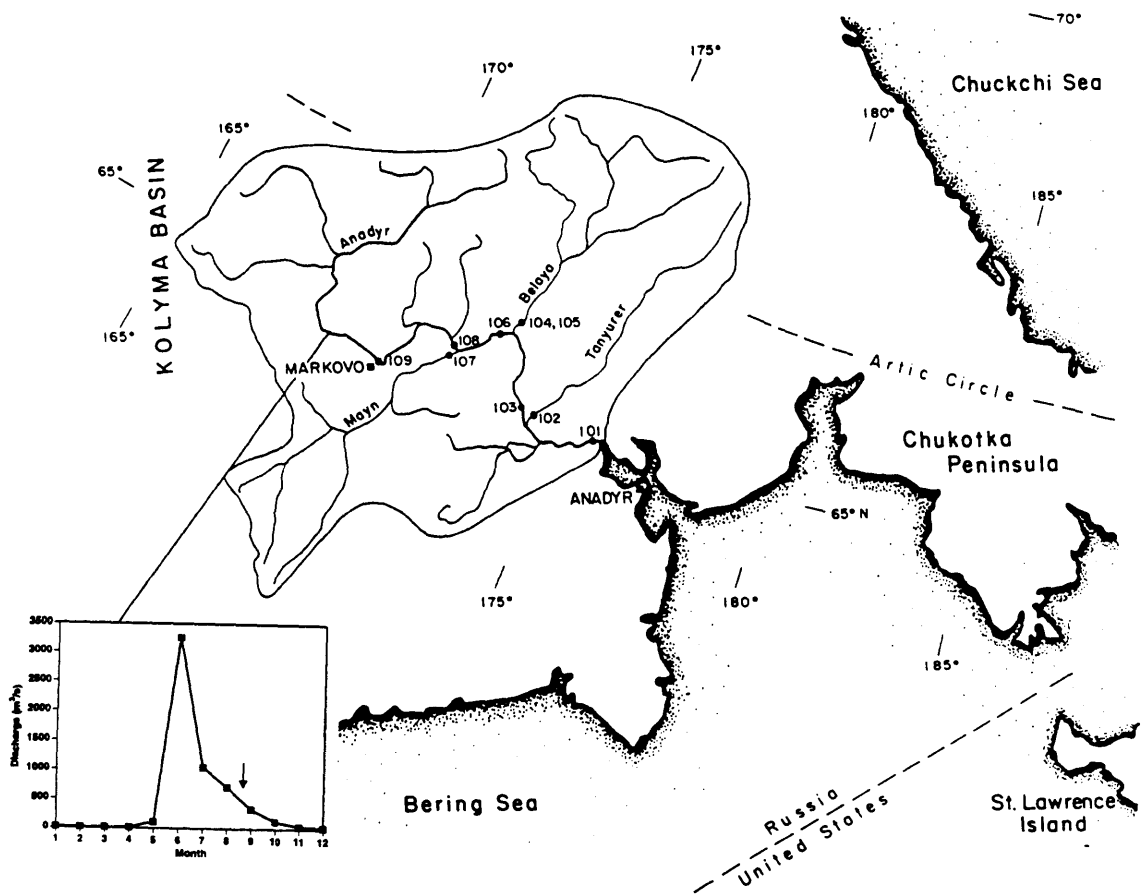 70°
175°
170°
Chuckchi Sea
180°
165°
65°
185°
KOLYMA BASIN
Anadyr
Belaya
165°
106
104, 105
Tanyurer
108
109
107
MARKOVO
Artic Circle
Mayn
103
102
101
Chukotka
Peninsula
ANADYR
65° N
175°
180°
185°
3500
3000
2500
2000
1500
1000
500
0
Discharge (m³/s)
1 2 3 4 5 6 7 8 9 10 11 12
Month
Bering Sea
Russia
United States
St. Lawrence
Island